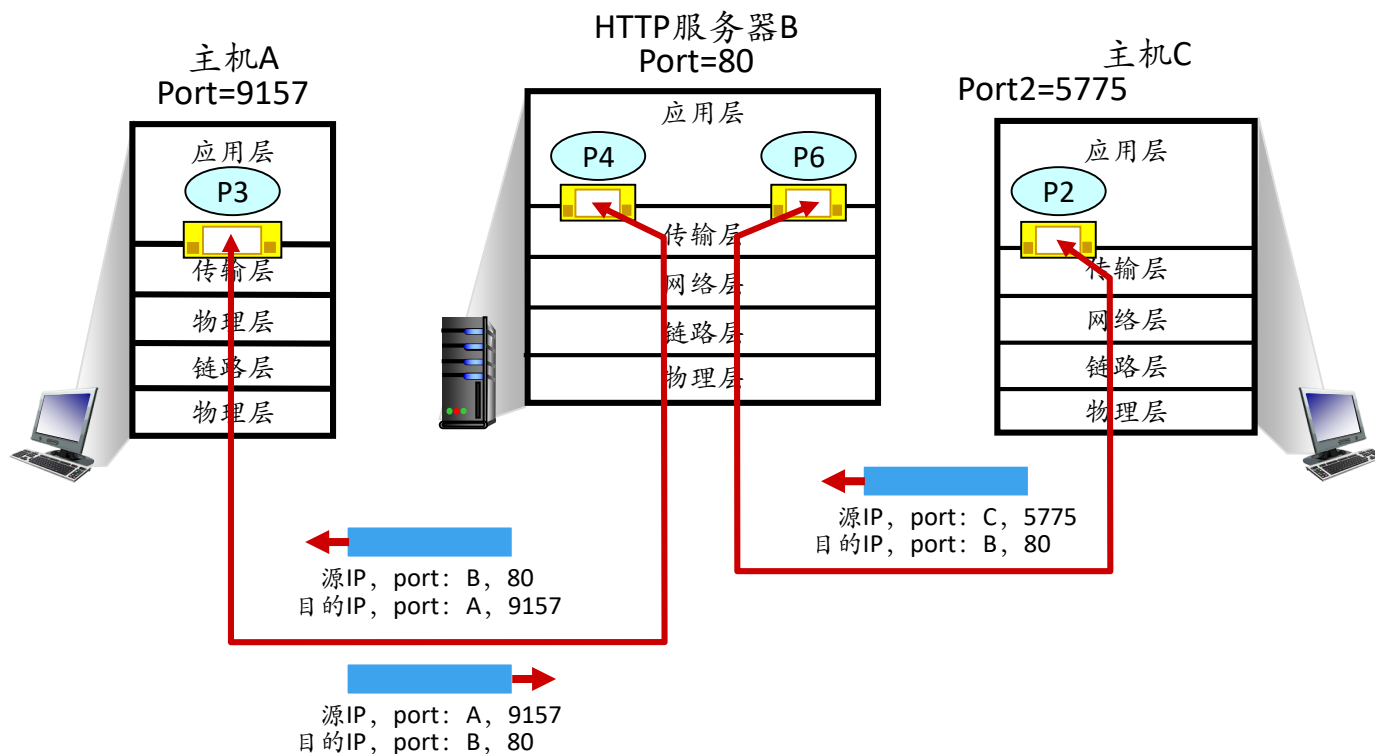 主机A
Port=9157
HTTP服务器B
Port=80
主机C
Port2=5775
应用层
P3
传输层
物理层
链路层
物理层
应用层
P4
P6
传输层
网络层
链路层
物理层
应用层
P2
传输层
网络层
链路层
物理层
源IP，port：C，5775
目的IP，port：B，80
源IP，port：B，80
目的IP，port：A，9157
源IP，port：A，9157
目的IP，port：B，80